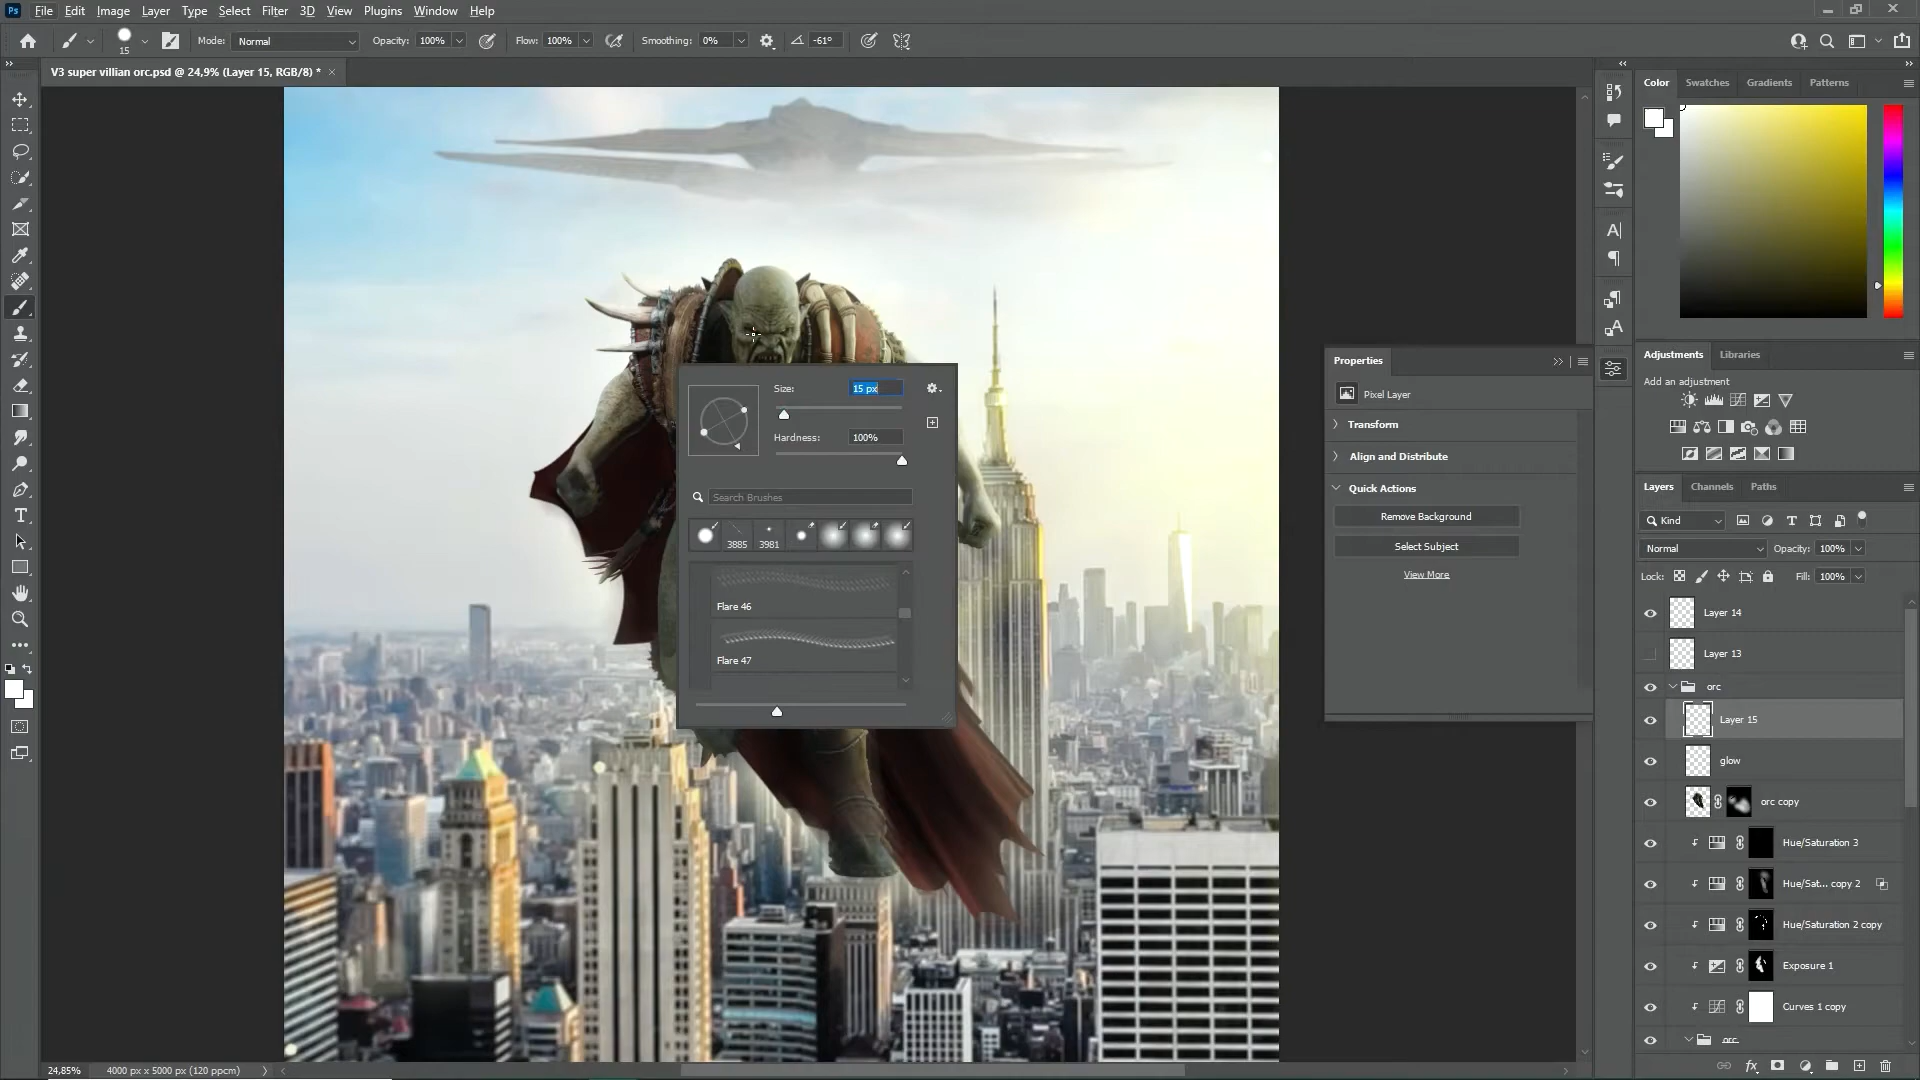 Ps File Edit Image Layer Type Select Filter 3D View Plugins Window Help
15 Mode: Normal Opacity: 100% Flow: 100% Smoothing: 0% -61°
V3 super villian orc.psd @ 24,9% (Layer 15, RGB/8) *
Color Swatches Gradients Patterns
Adjustments Libraries
Add an adjustment
Properties
Pixel Layer
Transform
Align and Distribute
Quick Actions
Remove Background
Select Subject
View More
Size: 15 px
Hardness: 100%
Search Brushes
3885 3981
Flare 46
Flare 47
Layers Channels Paths
Kind
Normal Opacity: 100%
Lock: Fill: 100%
Layer 14
Layer 13
orc
Layer 15
glow
orc copy
Hue/Saturation 3
Hue/Sat... copy 2
Hue/Saturation 2 copy
Exposure 1
Curves 1 copy
orc
24,85% 4000 px x 5000 px (120 ppcm)